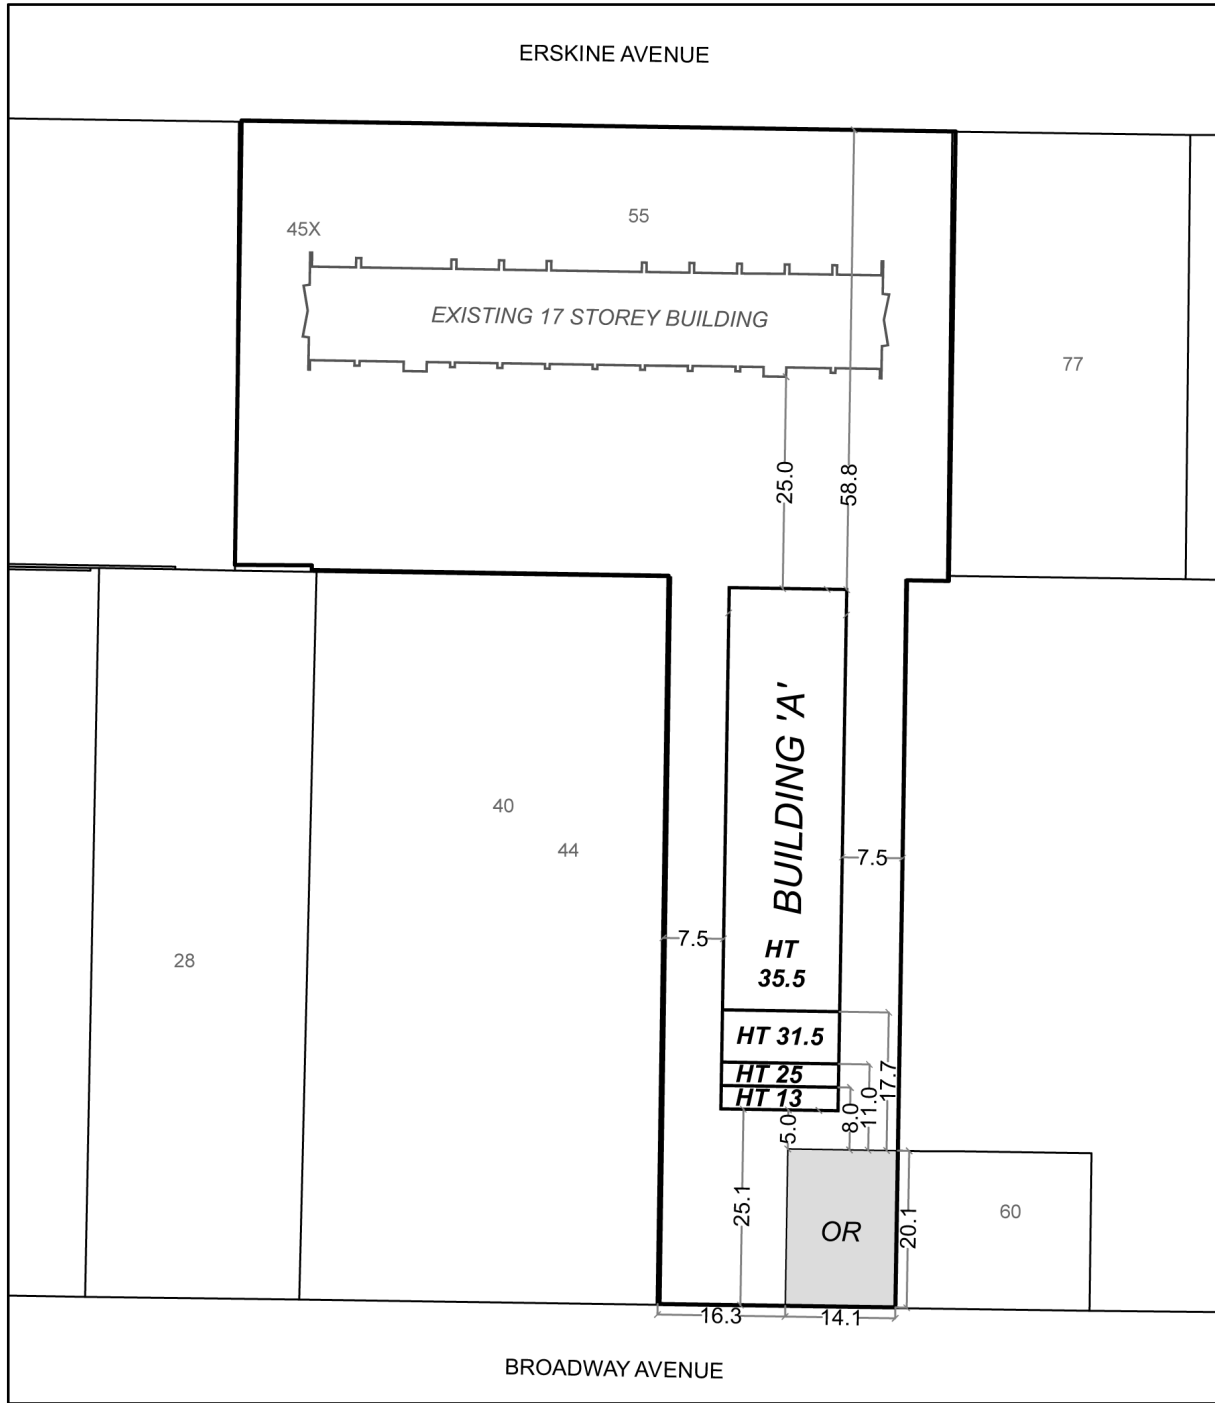 ERSKINE AVENUE
55
45X
EXISTING 17 STOREY BUILDING
77
25.0
58.8
BUILDING 'A'
40
44
7.5
7.5
HT
35.5
28
HT 31.5
HT 25
HT 13
17.7
11.0
8.0
5.0
25.1
OR
20.1
60
16.3
14.1
BROADWAY AVENUE